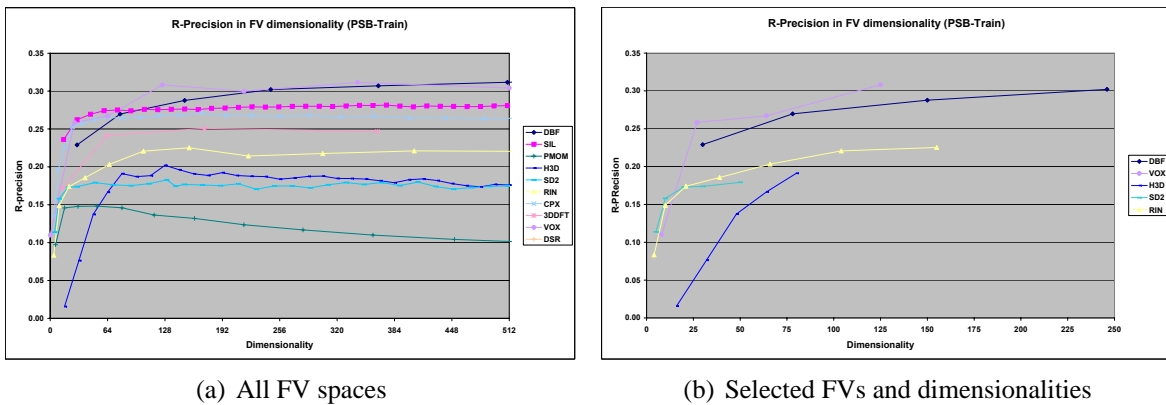 R-Precision in FV dimensionality (PSB-Train)
0.35
0.30
0.25
0.20
0.15
0.10
0.05
0.00
R-precision
0 64 128 192 256 320 384 448 512
Dimensionality
DBF
SIL
PMOM
H3D
SD2
RIN
CPX
3DDFT
VOX
DSR
(a) All FV spaces
R-Precision in FV dimensionality (PSB-Train)
0.35
0.30
0.25
0.20
0.15
0.10
0.05
0.00
R-PRecision
0 25 50 75 100 125 150 175 200 225 250
Dimensionality
DBF
VOX
H3D
SD2
RIN
(b) Selected FVs and dimensionalities